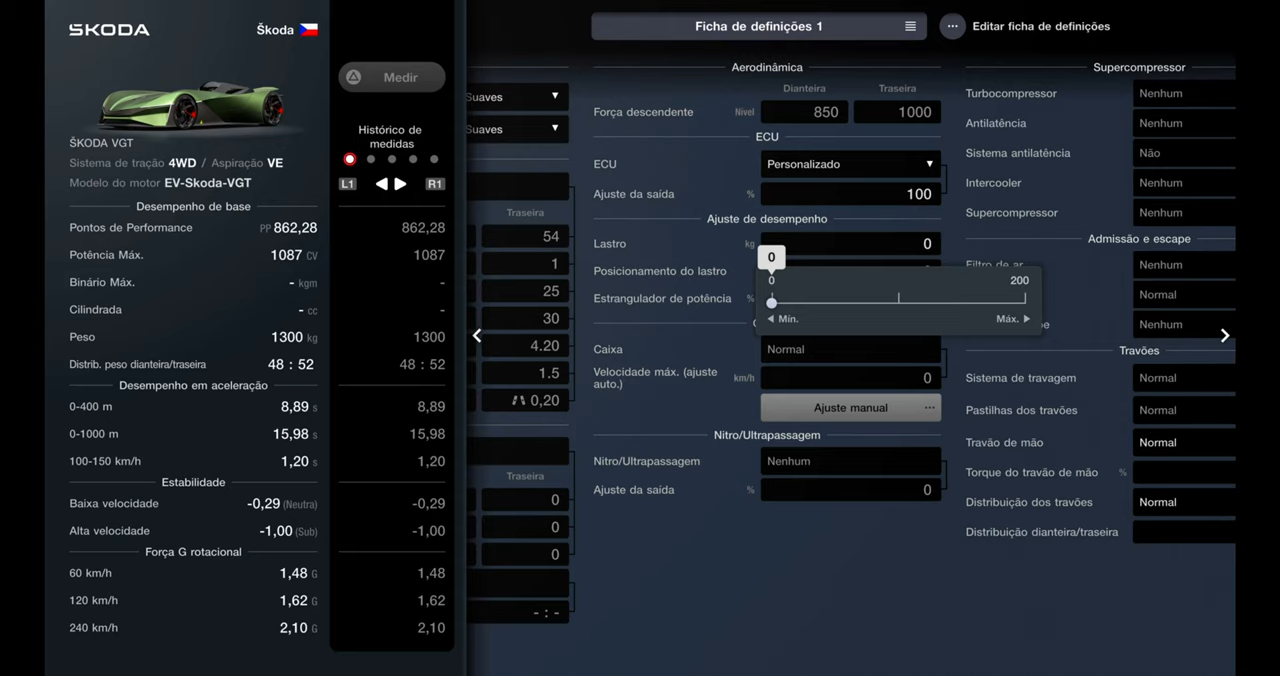 ŠKODA
Škoda
ŠKODA VGT
Sistema de tração 4WD / Aspiração VE
Modelo do motor EV-Skoda-VGT
Desempenho de base
Pontos de Performance PP 862,28
Potência Máx. 1087 CV
Binário Máx. - kgm
Cilindrada - cc
Peso 1300 kg
Distrib. peso dianteira/traseira 48 : 52
Desempenho em aceleração
0-400 m 8,89 s
0-1000 m 15,98 s
100-150 km/h 1,20 s
Estabilidade
Baixa velocidade -0,29 (Neutra)
Alta velocidade -1,00 (Sub)
Força G rotacional
60 km/h 1,48 G
120 km/h 1,62 G
240 km/h 2,10 G
Medir
Histórico de
medidas
L1 R1
862,28
1087
-
-
1300
48 : 52
8,89
15,98
1,20
-0,29
-1,00
1,48
1,62
2,10
Suaves
Suaves
Traseira
54
1
25
30
4.20
1.5
0,20
Traseira
0
0
0
- : -
Ficha de definições 1
Editar ficha de definições
Aerodinâmica
Dianteira Traseira
Força descendente Nível 850 1000
ECU
ECU Personalizado
Ajuste da saída % 100
Ajuste de desempenho
Lastro kg 0
Posicionamento do lastro
Estrangulador de potência %
0
0 200
Mín. Máx.
Caixa Normal
Velocidade máx. (ajuste
auto.) km/h 0
Ajuste manual
Nitro/Ultrapassagem
Nitro/Ultrapassagem Nenhum
Ajuste da saída % 0
Supercompressor
Turbocompressor Nenhum
Antilatência Nenhum
Sistema antilatência Não
Intercooler Nenhum
Supercompressor Nenhum
Admissão e escape
Filtro de ar Nenhum
Normal
Nenhum
Travões
Sistema de travagem Normal
Pastilhas dos travões Normal
Travão de mão Normal
Torque do travão de mão %
Distribuição dos travões Normal
Distribuição dianteira/traseira